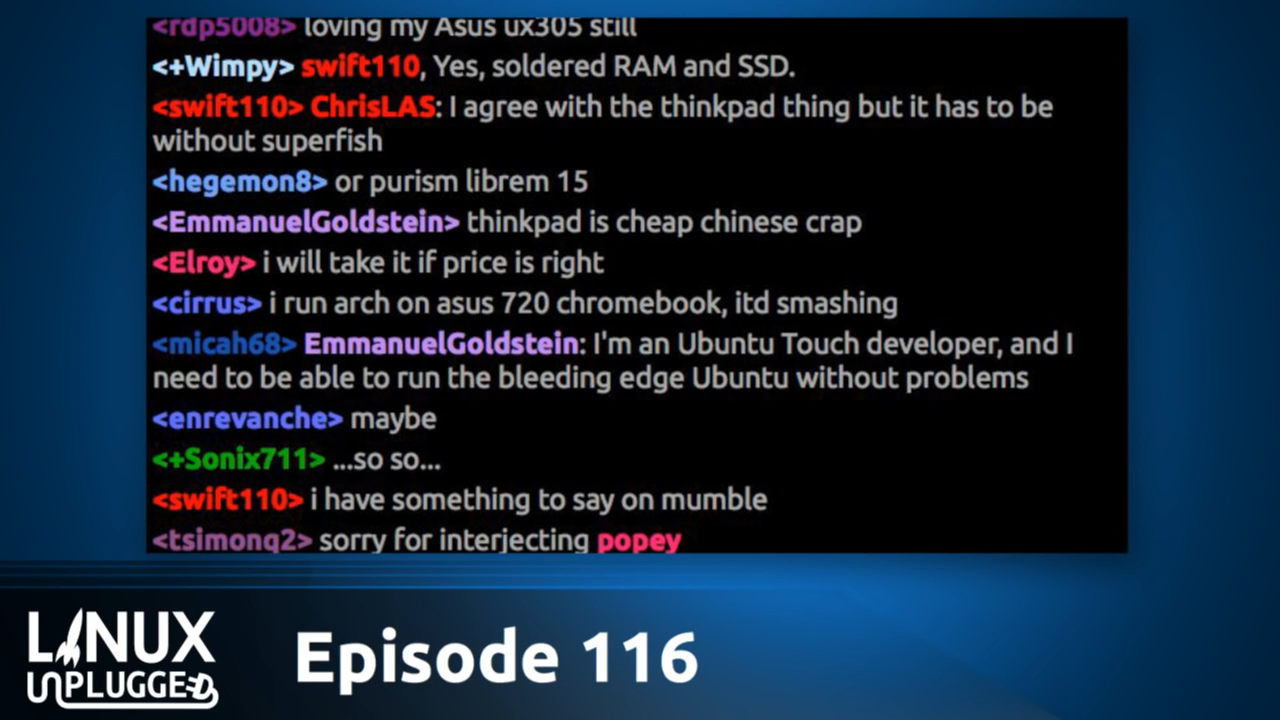 <rdp5008> loving my Asus ux305 still
<+Wimpy> swift110, Yes, soldered RAM and SSD.
<swift110> ChrisLAS: I agree with the thinkpad thing but it has to be
without superfish
<hegemon8> or purism librem 15
<EmmanuelGoldstein> thinkpad is cheap chinese crap
<Elroy> i will take it if price is right
<cirrus> i run arch on asus 720 chromebook, itd smashing
<micah68> EmmanuelGoldstein: I'm an Ubuntu Touch developer, and I
need to be able to run the bleeding edge Ubuntu without problems
<enrevanche> maybe
<+Sonix711> ...so so...
<swift110> i have something to say on mumble
<tsimonq2> sorry for interjecting popey
LINUX
UNPLUGGED
Episode 116